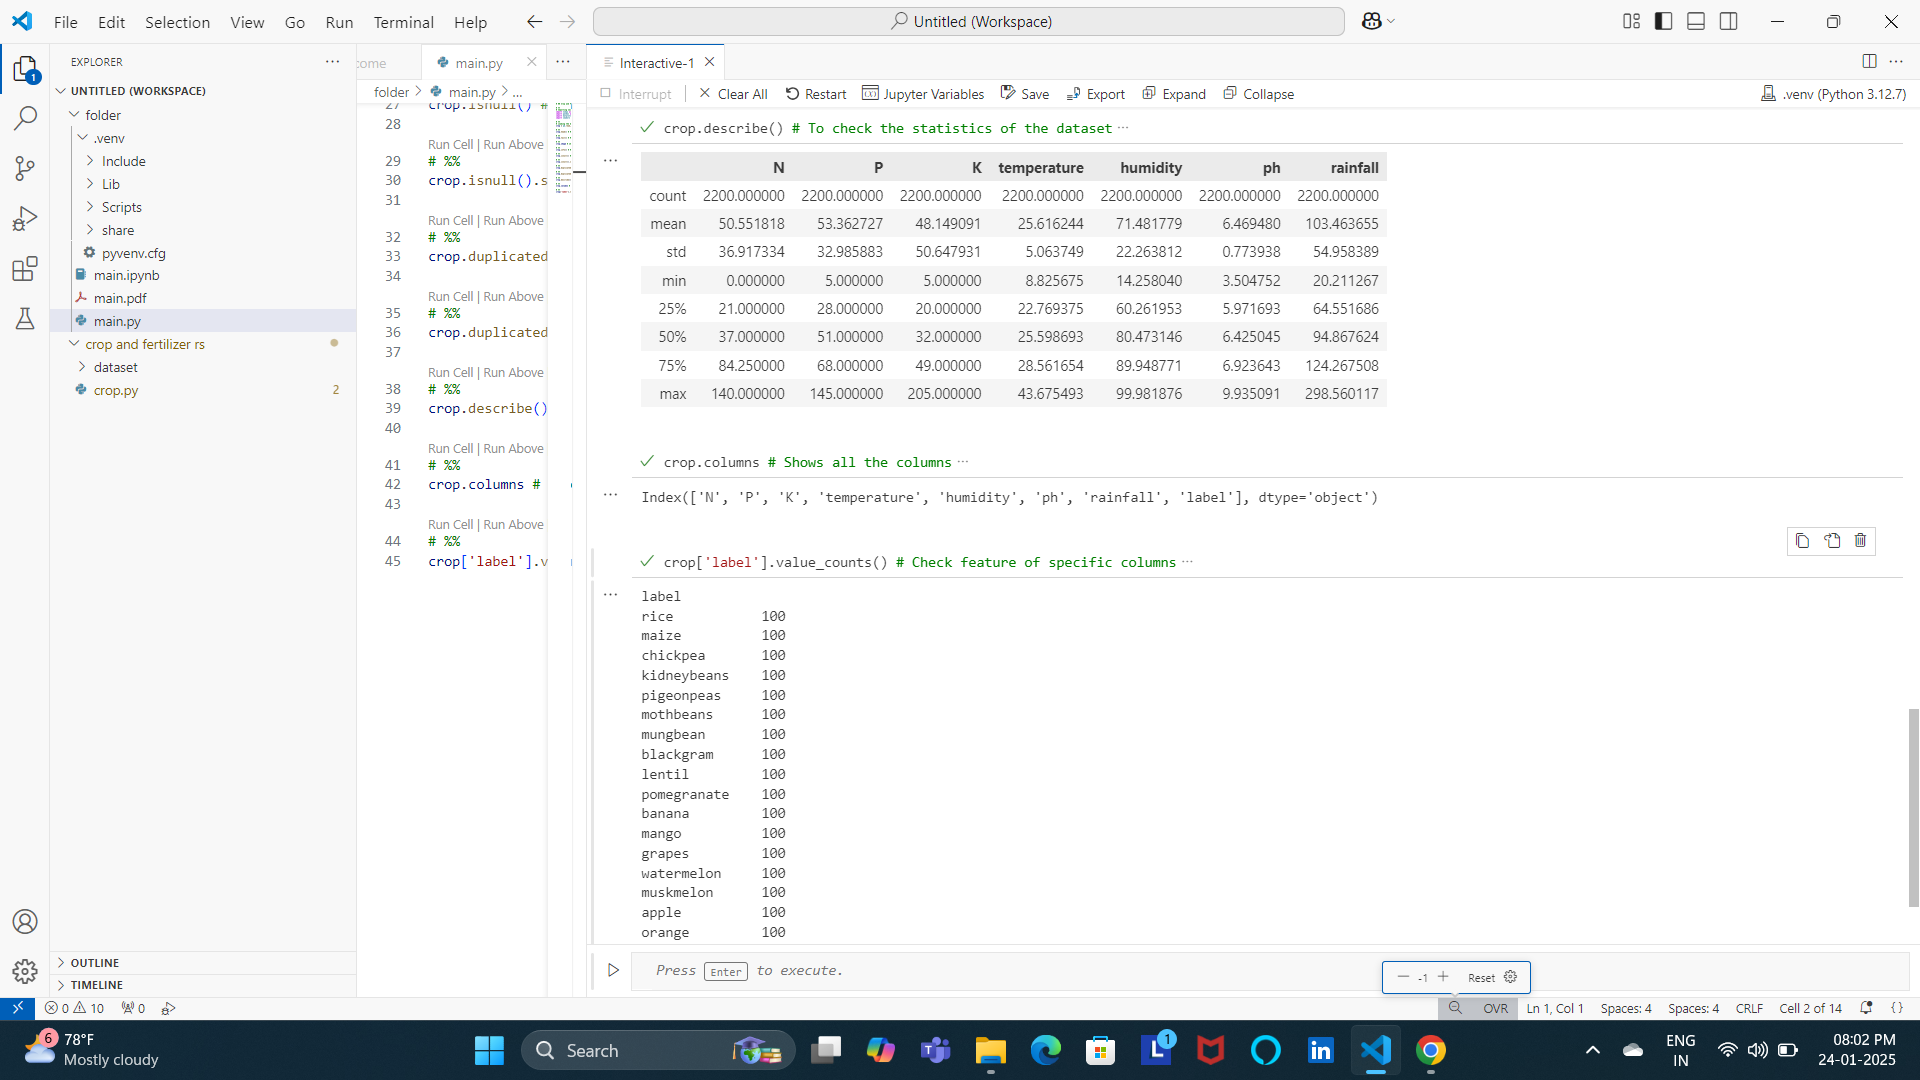 File Edit Selection View Go Run Terminal Help
Untitled (Workspace)
EXPLORER
UNTITLED (WORKSPACE)
folder
.venv
Include
Lib
Scripts
share
pyvenv.cfg
main.ipynb
main.pdf
main.py
crop and fertilizer rs
dataset
crop.py 2
OUTLINE
TIMELINE
come
main.py
folder > main.py > ...
27 crop.isnull() #
28
Run Cell | Run Above
29 # %%
30 crop.isnull().s
31
Run Cell | Run Above
32 # %%
33 crop.duplicated
34
Run Cell | Run Above
35 # %%
36 crop.duplicated
37
Run Cell | Run Above
38 # %%
39 crop.describe()
40
Run Cell | Run Above
41 # %%
42 crop.columns #
43
Run Cell | Run Above
44 # %%
45 crop['label'].v
Interactive-1
Interrupt Clear All Restart Jupyter Variables Save Export Expand Collapse .venv (Python 3.12.7)
crop.describe() # To check the statistics of the dataset ...
N P K temperature humidity ph rainfall
count 2200.000000 2200.000000 2200.000000 2200.000000 2200.000000 2200.000000 2200.000000
mean 50.551818 53.362727 48.149091 25.616244 71.481779 6.469480 103.463655
std 36.917334 32.985883 50.647931 5.063749 22.263812 0.773938 54.958389
min 0.000000 5.000000 5.000000 8.825675 14.258040 3.504752 20.211267
25% 21.000000 28.000000 20.000000 22.769375 60.261953 5.971693 64.551686
50% 37.000000 51.000000 32.000000 25.598693 80.473146 6.425045 94.867624
75% 84.250000 68.000000 49.000000 28.561654 89.948771 6.923643 124.267508
max 140.000000 145.000000 205.000000 43.675493 99.981876 9.935091 298.560117
crop.columns # Shows all the columns ...
Index(['N', 'P', 'K', 'temperature', 'humidity', 'ph', 'rainfall', 'label'], dtype='object')
crop['label'].value_counts() # Check feature of specific columns ...
label
rice 100
maize 100
chickpea 100
kidneybeans 100
pigeonpeas 100
mothbeans 100
mungbean 100
blackgram 100
lentil 100
pomegranate 100
banana 100
mango 100
grapes 100
watermelon 100
muskmelon 100
apple 100
orange 100
Press Enter to execute.
-1 Reset
0 10 0 OVR Ln 1, Col 1 Spaces: 4 Spaces: 4 CRLF Cell 2 of 14
6 78°F
Mostly cloudy
Search
1
ENG
IN
08:02 PM
24-01-2025